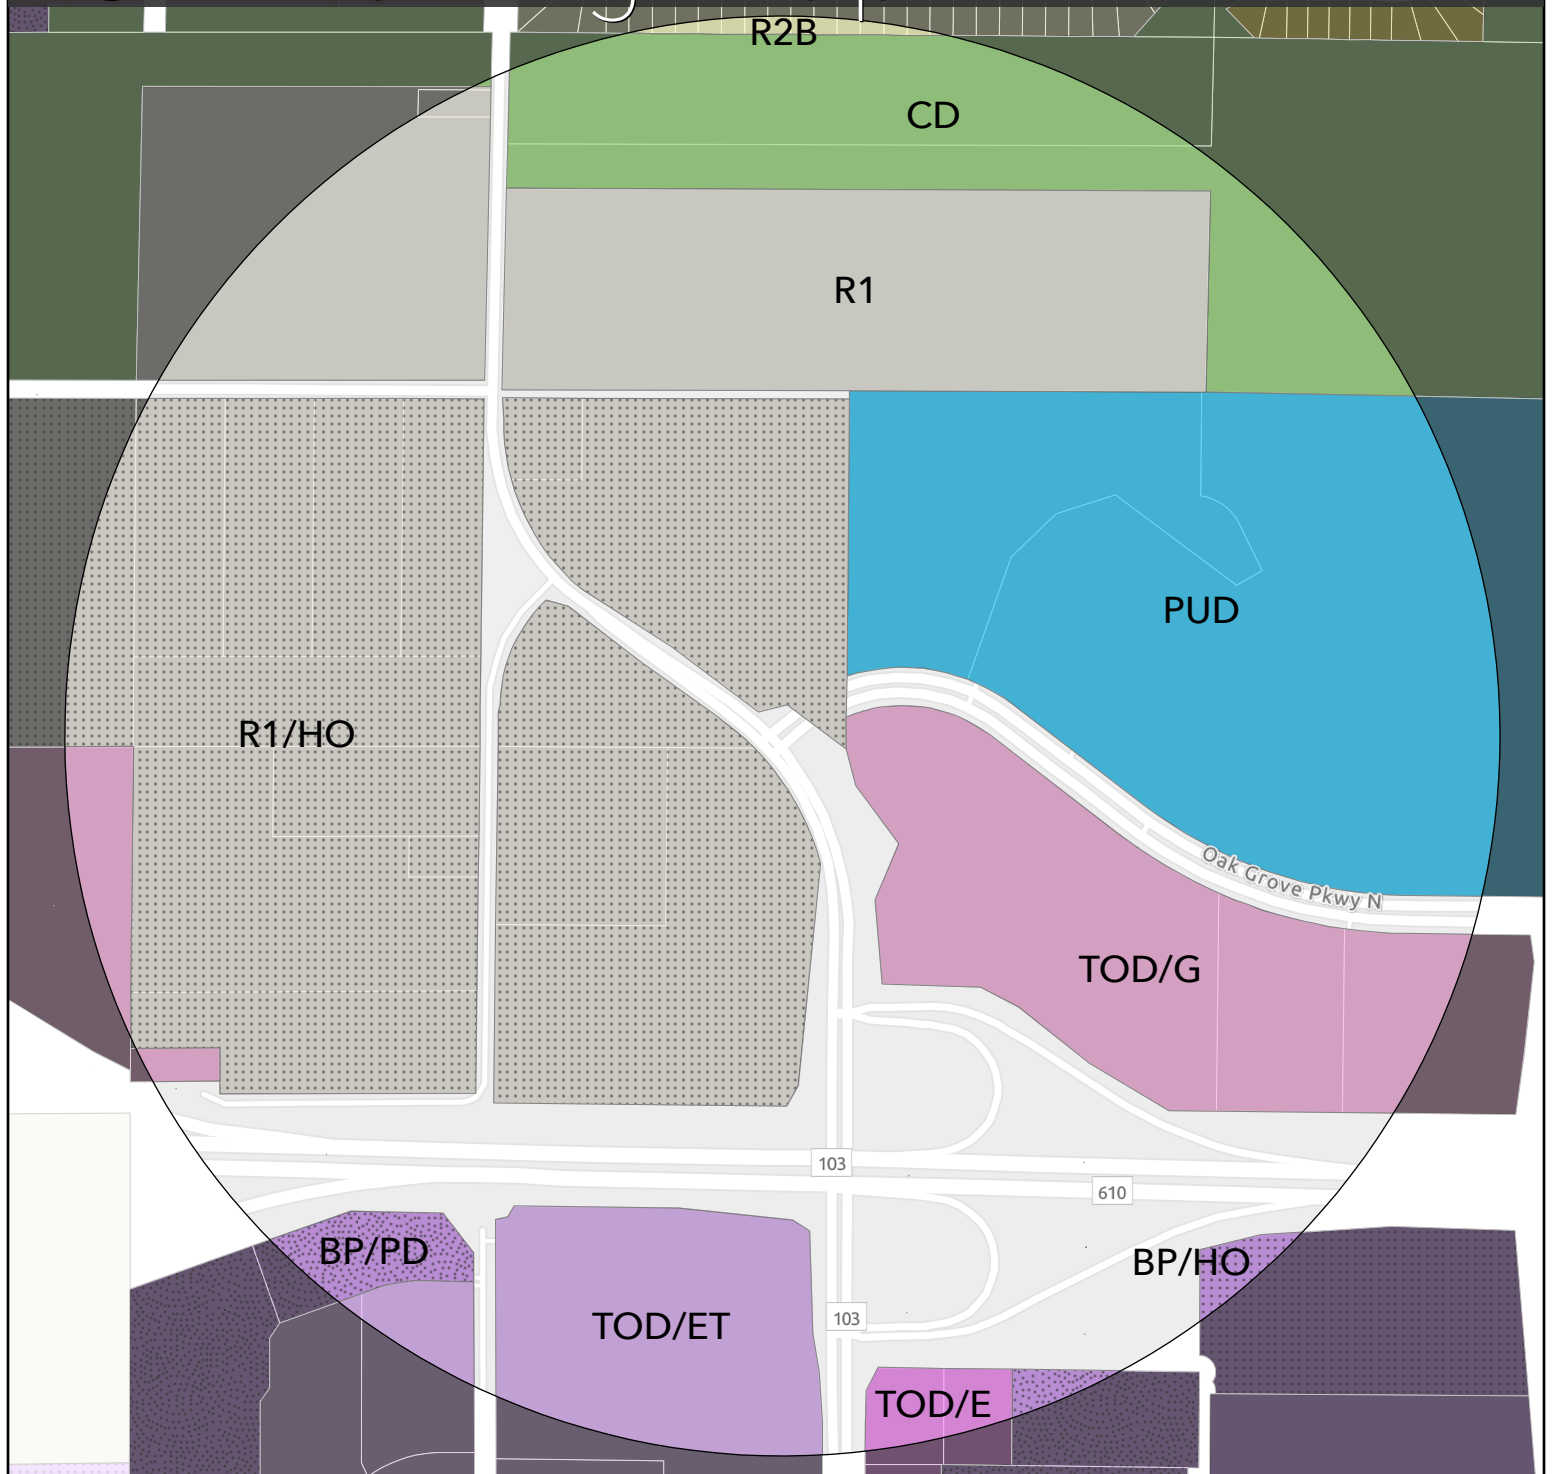 R2B
CD
R1
PUD
R1/HO
Oak Grove Pkwy N
TOD/G
103
610
BP/PD
BP/HO
TOD/ET
103
TOD/E